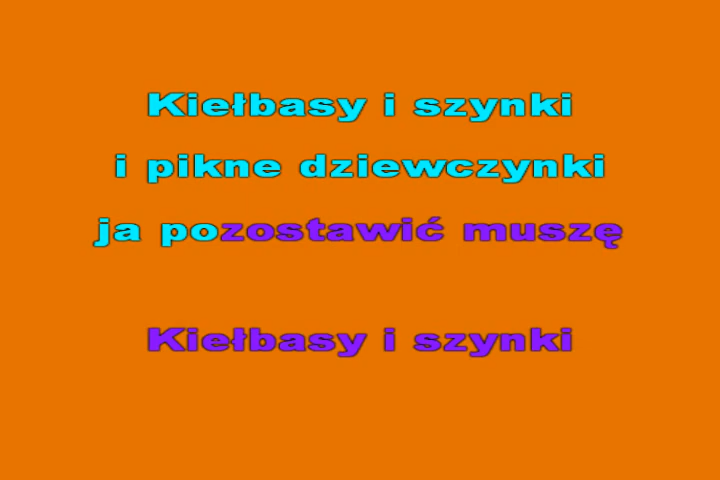 Kiełbasy i szynki
i pikne dziewczynki
ja pozostawić muszę
Kiełbasy i szynki